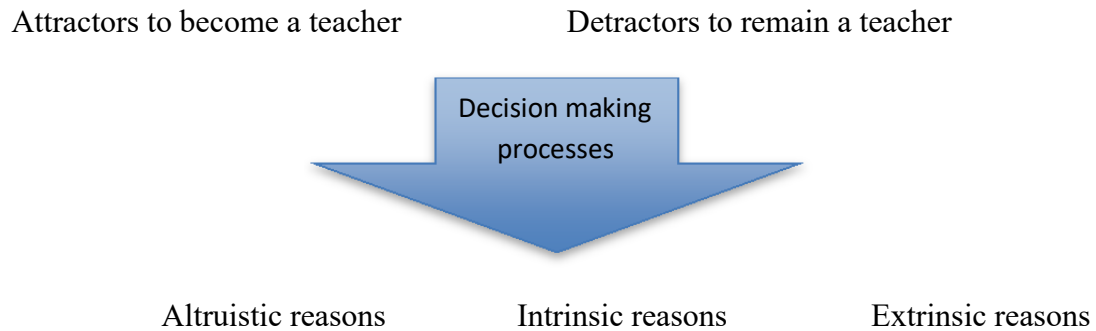 Attractors to become a teacher Detractors to remain a teacher
Decision making
processes
Altruistic reasons Intrinsic reasons Extrinsic reasons